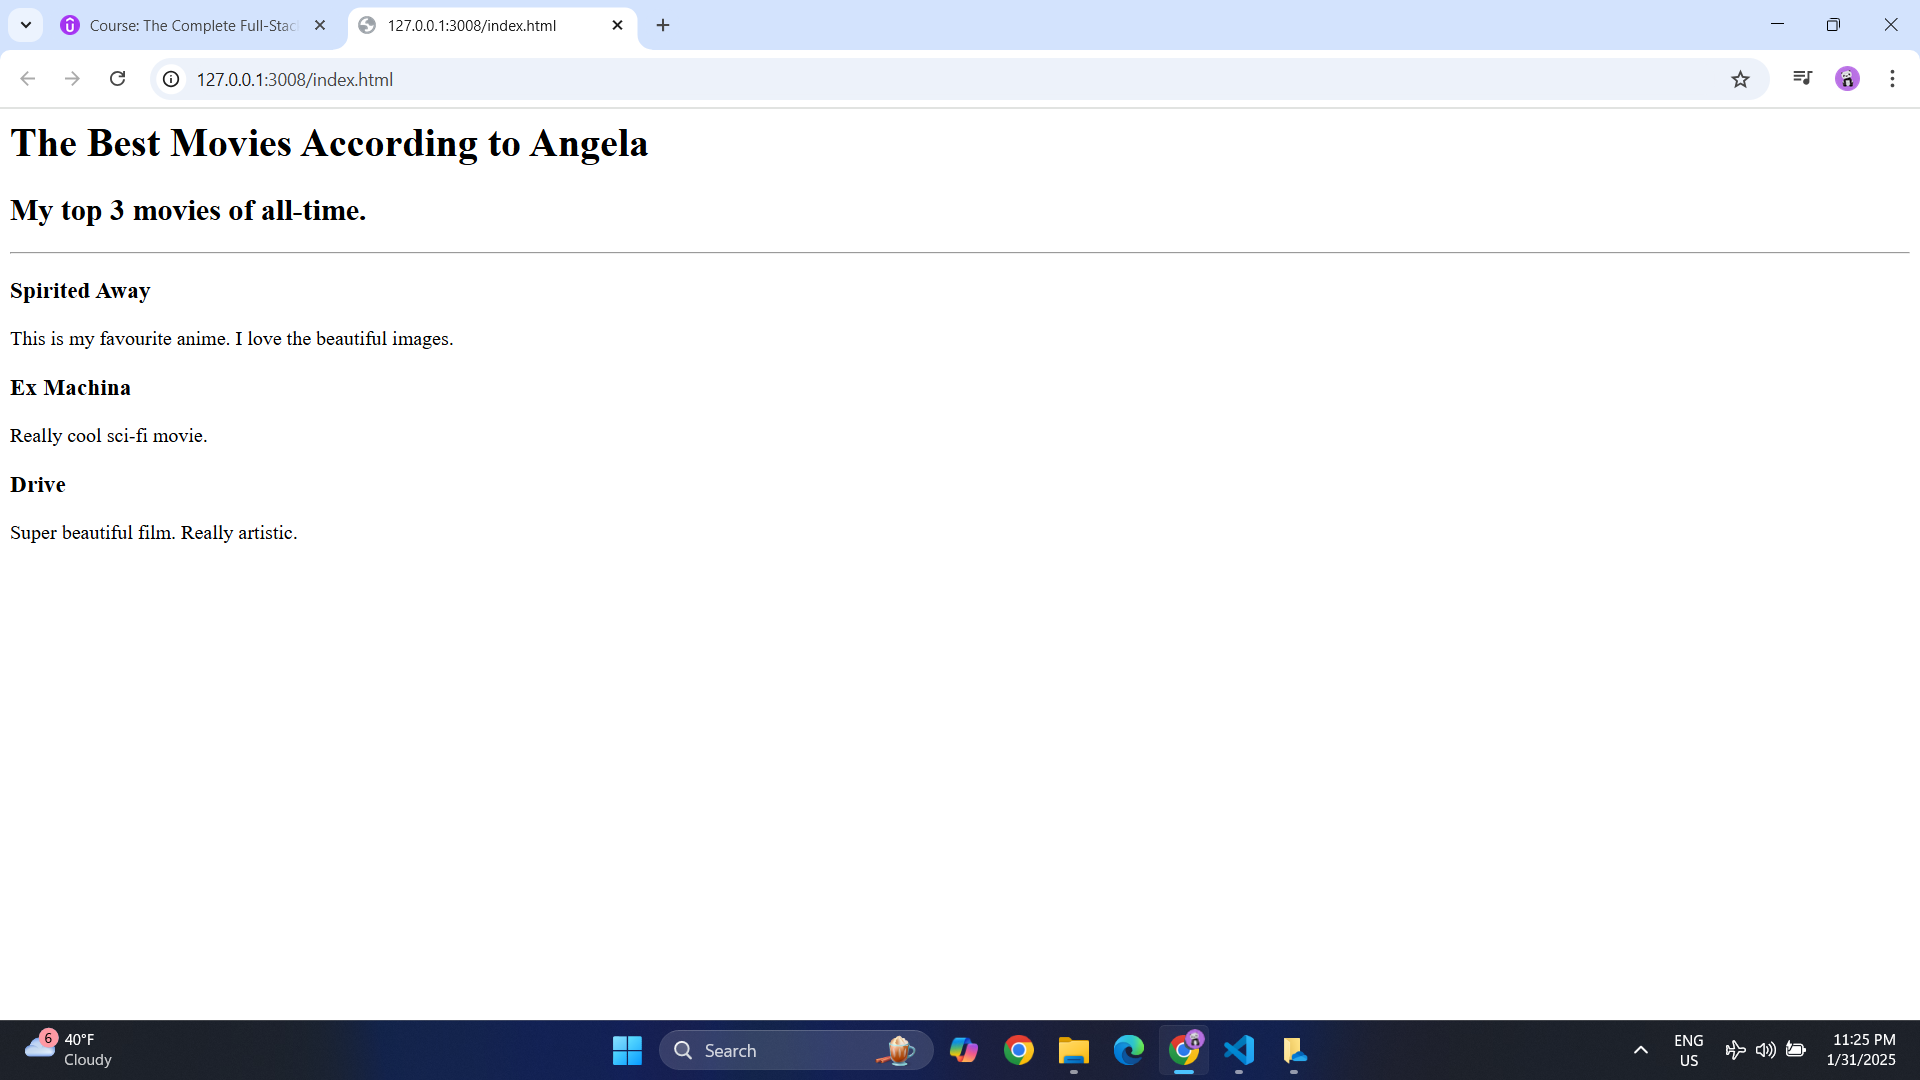 Course: The Complete Full-Stac
127.0.0.1:3008/index.html
127.0.0.1:3008/index.html
The Best Movies According to Angela
My top 3 movies of all-time.
Spirited Away
This is my favourite anime. I love the beautiful images.
Ex Machina
Really cool sci-fi movie.
Drive
Super beautiful film. Really artistic.
6
40°F
Cloudy
Search
ENG
US
11:25 PM
1/31/2025